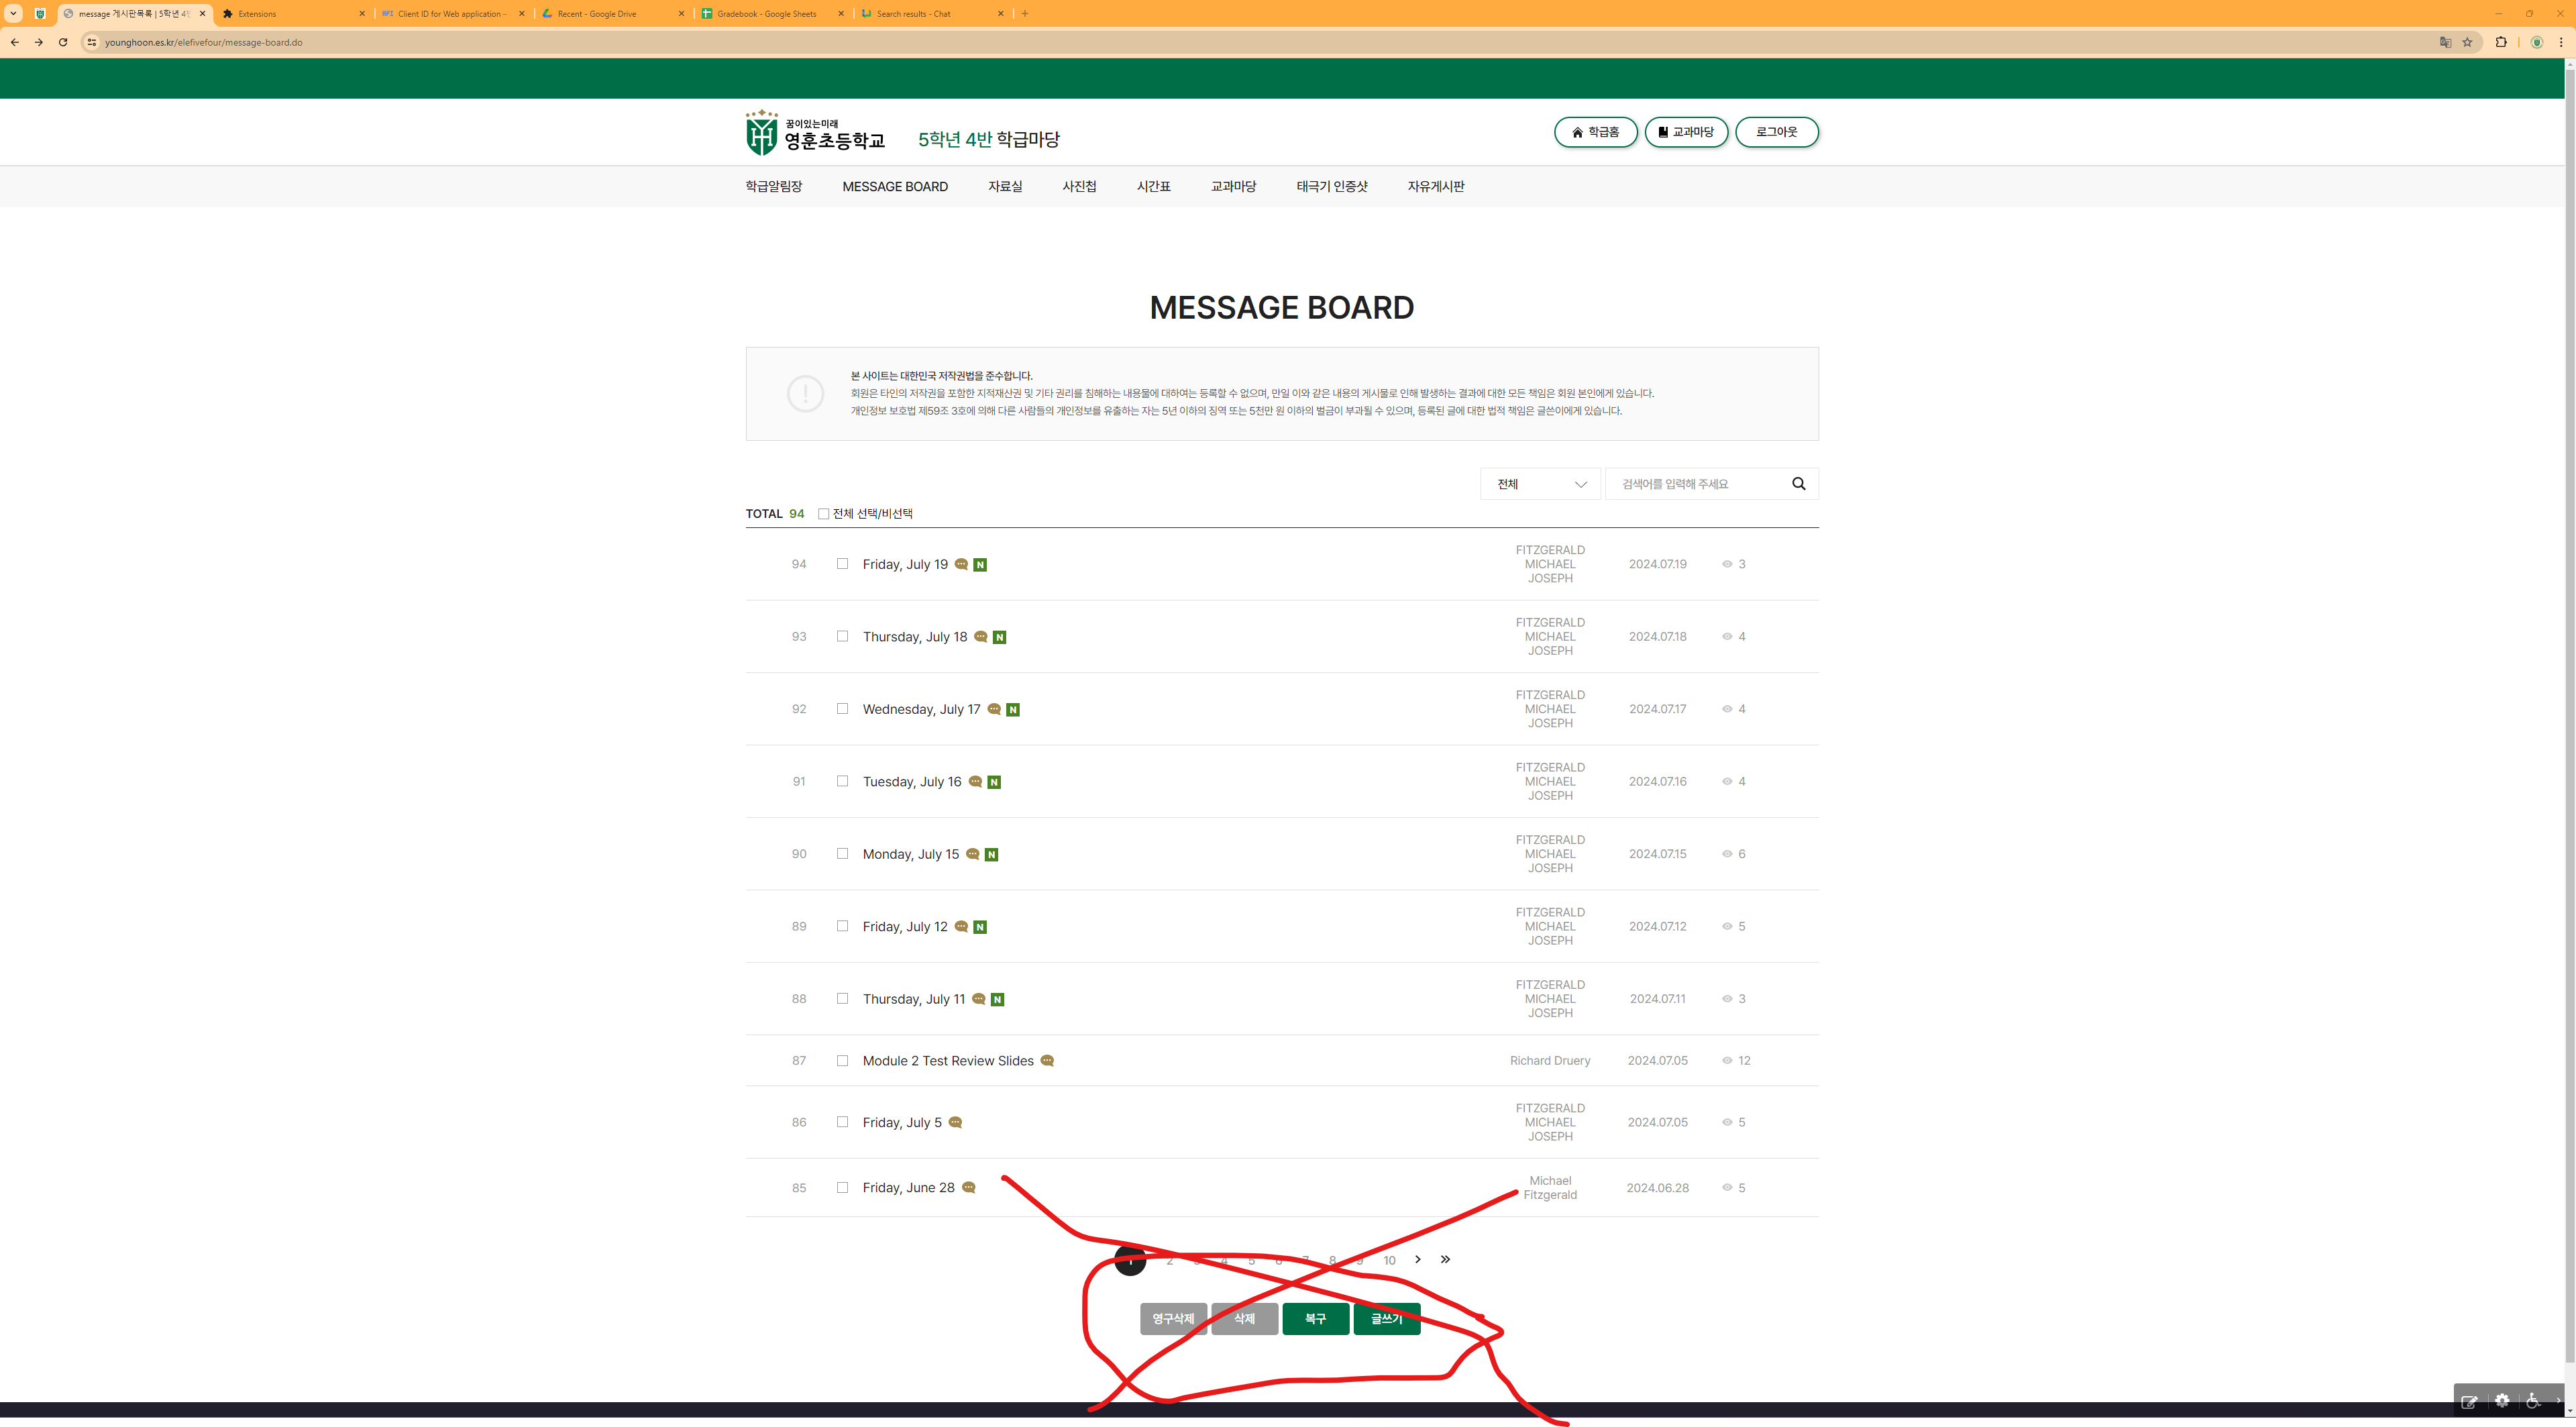 message 게시판목록 | 5학년 4
Extensions
RFI
Client ID for Web application –
Recent - Google Drive
Gradebook - Google Sheets
Search results - Chat
younghoon.es.kr/elefivefour/message-board.do
꿈이있는미래
영훈초등학교
5학년 4반 학급마당
학급홈
교과마당
로그아웃
학급알림장 MESSAGE BOARD 자료실 사진첩 시간표 교과마당 태극기 인증샷 자유게시판
MESSAGE BOARD
본 사이트는 대한민국 저작권법을 준수합니다.
회원은 타인의 저작권을 포함한 지적재산권 및 기타 권리를 침해하는 내용물에 대하여는 등록할 수 없으며, 만일 이와 같은 내용의 게시물로 인해 발생하는 결과에 대한 모든 책임은 회원 본인에게 있습니다.
개인정보 보호법 제59조 3호에 의해 다른 사람들의 개인정보를 유출하는 자는 5년 이하의 징역 또는 5천만 원 이하의 벌금이 부과될 수 있으며, 등록된 글에 대한 법적 책임은 글쓴이에게 있습니다.
전체
검색어를 입력해 주세요
TOTAL 94 전체 선택/비선택
94 Friday, July 19 N FITZGERALD MICHAEL JOSEPH 2024.07.19 3
93 Thursday, July 18 N FITZGERALD MICHAEL JOSEPH 2024.07.18 4
92 Wednesday, July 17 N FITZGERALD MICHAEL JOSEPH 2024.07.17 4
91 Tuesday, July 16 N FITZGERALD MICHAEL JOSEPH 2024.07.16 4
90 Monday, July 15 N FITZGERALD MICHAEL JOSEPH 2024.07.15 6
89 Friday, July 12 N FITZGERALD MICHAEL JOSEPH 2024.07.12 5
88 Thursday, July 11 N FITZGERALD MICHAEL JOSEPH 2024.07.11 3
87 Module 2 Test Review Slides Richard Druery 2024.07.05 12
86 Friday, July 5 FITZGERALD MICHAEL JOSEPH 2024.07.05 5
85 Friday, June 28 Michael Fitzgerald 2024.06.28 5
1 2 3 4 5 6 7 8 9 10
영구삭제 삭제 복구 글쓰기